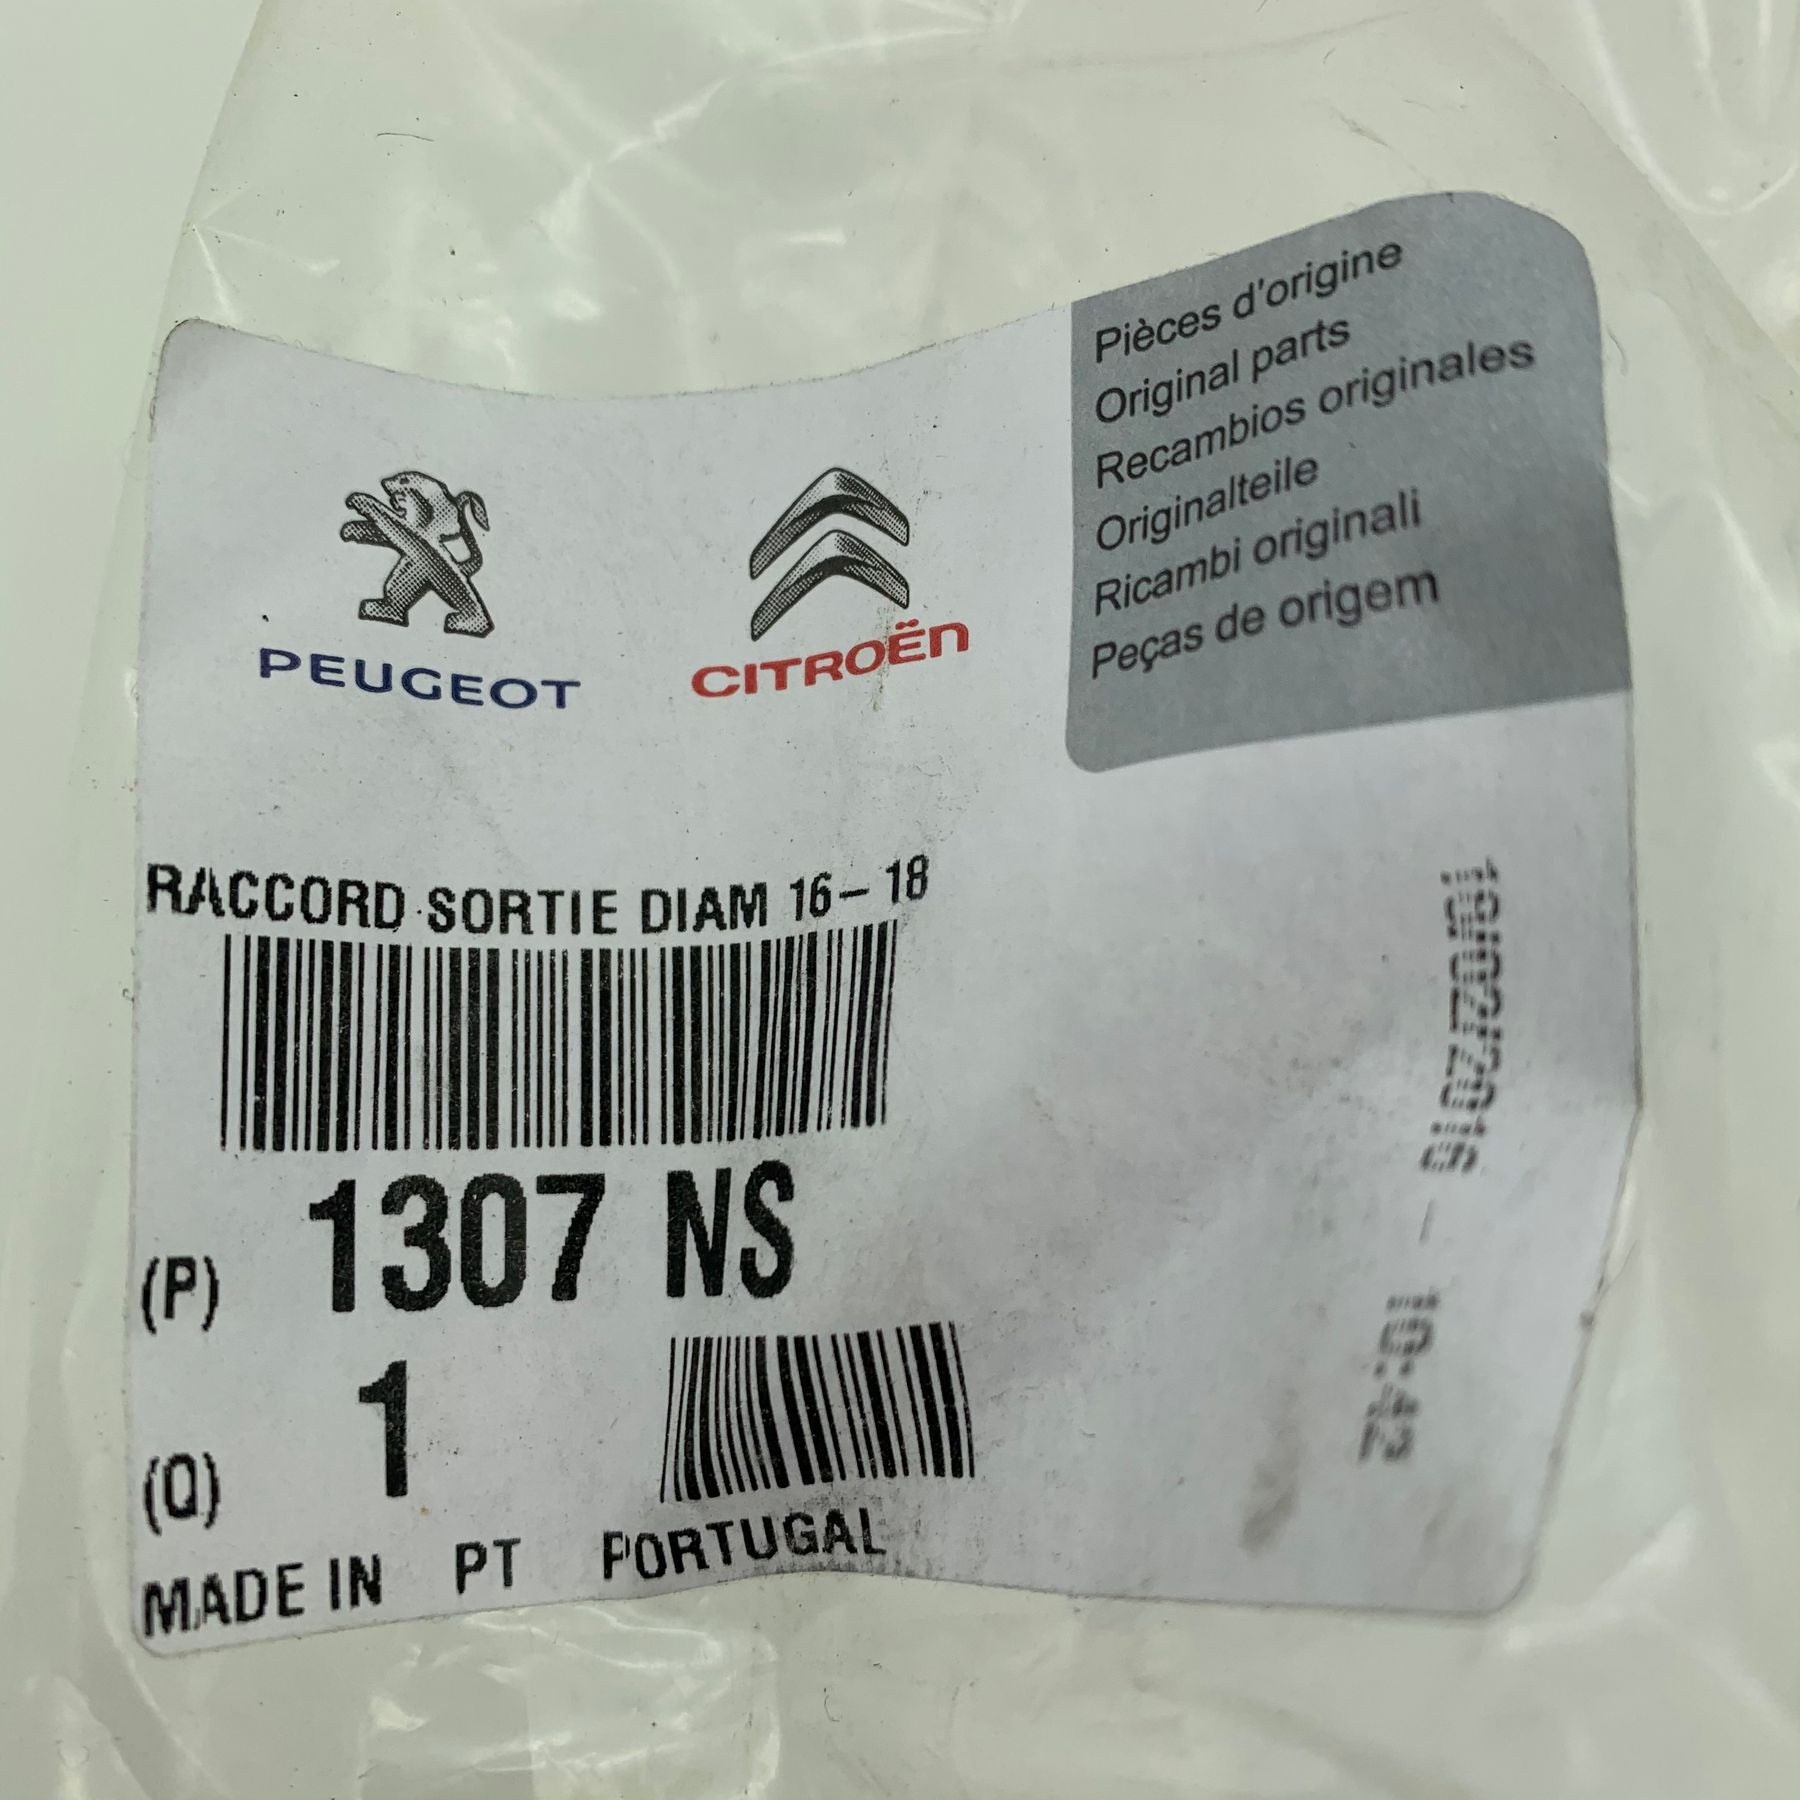 PEUGEOT
CITROËN
Pièces d'origine
Original parts
Recambios originales
Originalteile
Ricambi originali
Peças de origem
RACCORD SORTIE DIAM 16-18
(P) 1307 NS
(Q) 1
MADE IN PT PORTUGAL